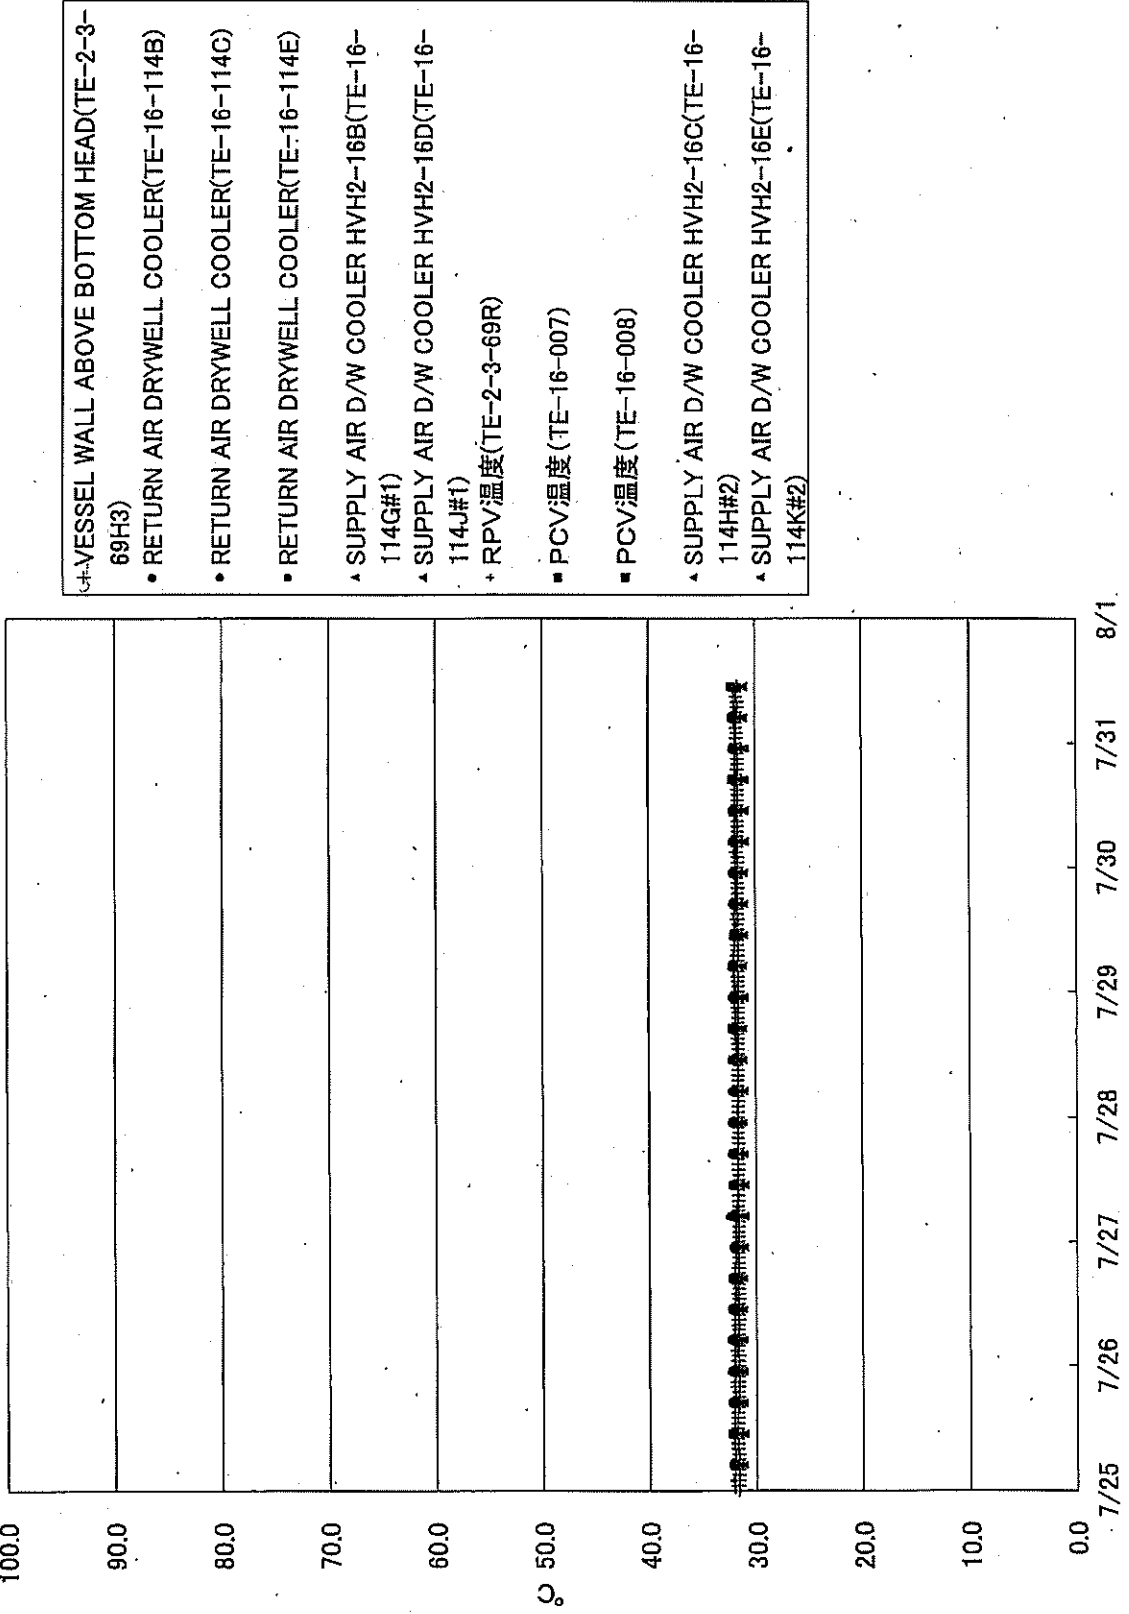 100.0
90.0
80.0
70.0
60.0
50.0
40.0
30.0
20.0
10.0
0.0
℃
7/25
7/26
7/27
7/28
7/29
7/30
7/31
8/1
VESSEL WALL ABOVE BOTTOM HEAD(TE-2-3-
69H3)
RETURN AIR DRYWELL COOLER(TE-16-114B)
RETURN AIR DRYWELL COOLER(TE-16-114C)
RETURN AIR DRYWELL COOLER(TE-16-114E)
SUPPLY AIR D/W COOLER HVH2-16B(TE-16-
114G#1)
SUPPLY AIR D/W COOLER HVH2-16D(TE-16-
114J#1)
RPV温度(TE-2-3-69R)
PCV温度(TE-16-007)
PCV温度(TE-16-008)
SUPPLY AIR D/W COOLER HVH2-16C(TE-16-
114H#2)
SUPPLY AIR D/W COOLER HVH2-16E(TE-16-
114K#2)